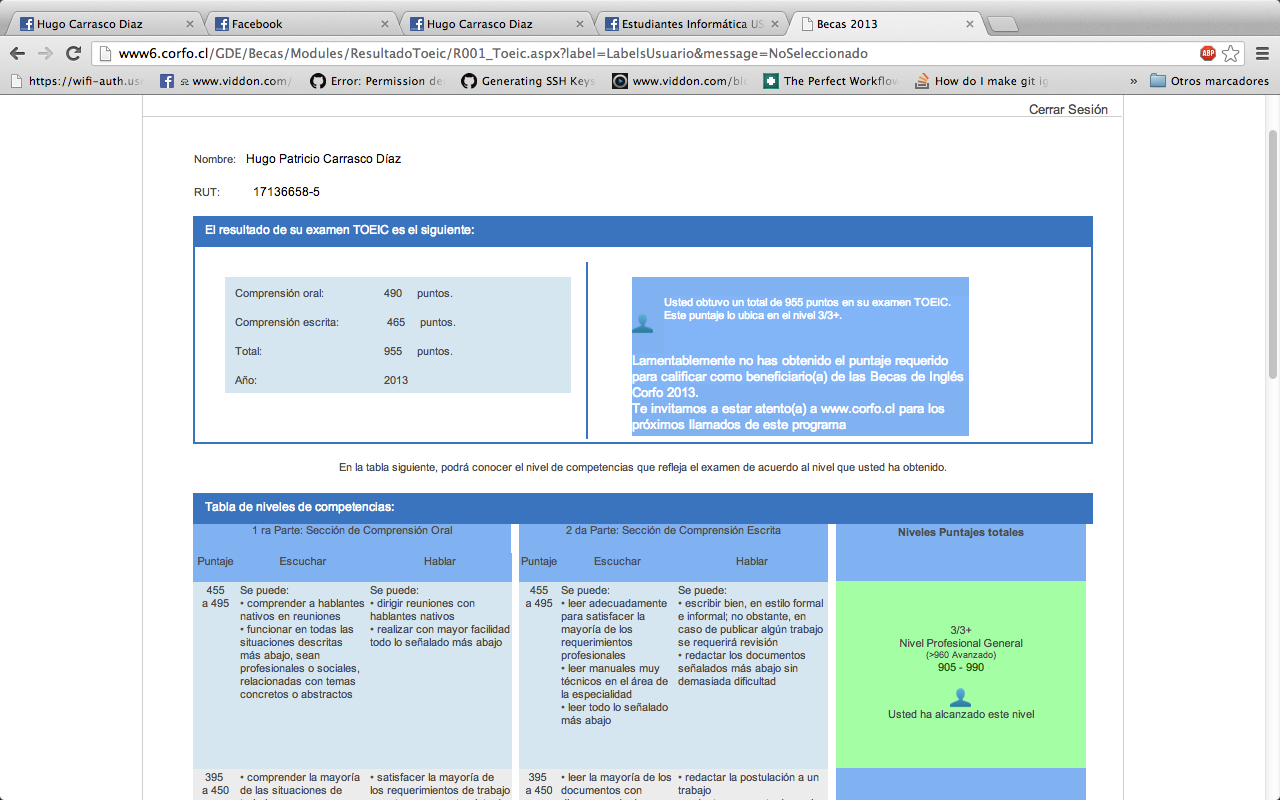 Hugo Carrasco Diaz
Facebook
Hugo Carrasco Diaz
Estudiantes Informática US
Becas 2013
www6.corfo.cl/GDE/Becas/Modules/ResultadoToeic/R001_Toeic.aspx?label=LabelsUsuario&message=NoSeleccionado
ABP
https://wifi-auth.us
www.viddon.com/
Error: Permission de
Generating SSH Keys
www.viddon.com/blo
The Perfect Workflow
How do I make git ig
»
Otros marcadores
Cerrar Sesión
Nombre: Hugo Patricio Carrasco Díaz
RUT: 17136658-5
El resultado de su examen TOEIC es el siguiente:
Comprensión oral: 490 puntos.
Comprensión escrita: 465 puntos.
Total: 955 puntos.
Año: 2013
Usted obtuvo un total de 955 puntos en su examen TOEIC.
Este puntaje lo ubica en el nivel 3/3+.
Lamentablemente no has obtenido el puntaje requerido
para calificar como beneficiario(a) de las Becas de Inglés
Corfo 2013.
Te invitamos a estar atento(a) a www.corfo.cl para los
próximos llamados de este programa
En la tabla siguiente, podrá conocer el nivel de competencias que refleja el examen de acuerdo al nivel que usted ha obtenido.
Tabla de niveles de competencias:
1 ra Parte: Sección de Comprensión Oral
Puntaje Escuchar Hablar
455
a 495
Se puede:
• comprender a hablantes
nativos en reuniones
• funcionar en todas las
situaciones descritas
más abajo, sean
profesionales o sociales,
relacionadas con temas
concretos o abstractos
Se puede:
• dirigir reuniones con
hablantes nativos
• realizar con mayor facilidad
todo lo señalado más abajo
2 da Parte: Sección de Comprensión Escrita
Puntaje Escuchar Hablar
455
a 495
Se puede:
• leer adecuadamente
para satisfacer la
mayoría de los
requerimientos
profesionales
• leer manuales muy
técnicos en el área de
la especialidad
• leer todo lo señalado
más abajo
Se puede:
• escribir bien, en estilo formal
e informal; no obstante, en
caso de publicar algún trabajo
se requerirá revisión
• redactar los documentos
señalados más abajo sin
demasiada dificultad
Niveles Puntajes totales
3/3+
Nivel Profesional General
(>960 Avanzado)
905 - 990
Usted ha alcanzado este nivel
395
a 450
• comprender la mayoría
de las situaciones de
• satisfacer la mayoría de
los requerimientos de trabajo
395
a 450
• leer la mayoría de los
documentos con
• redactar la postulación a un
trabajo